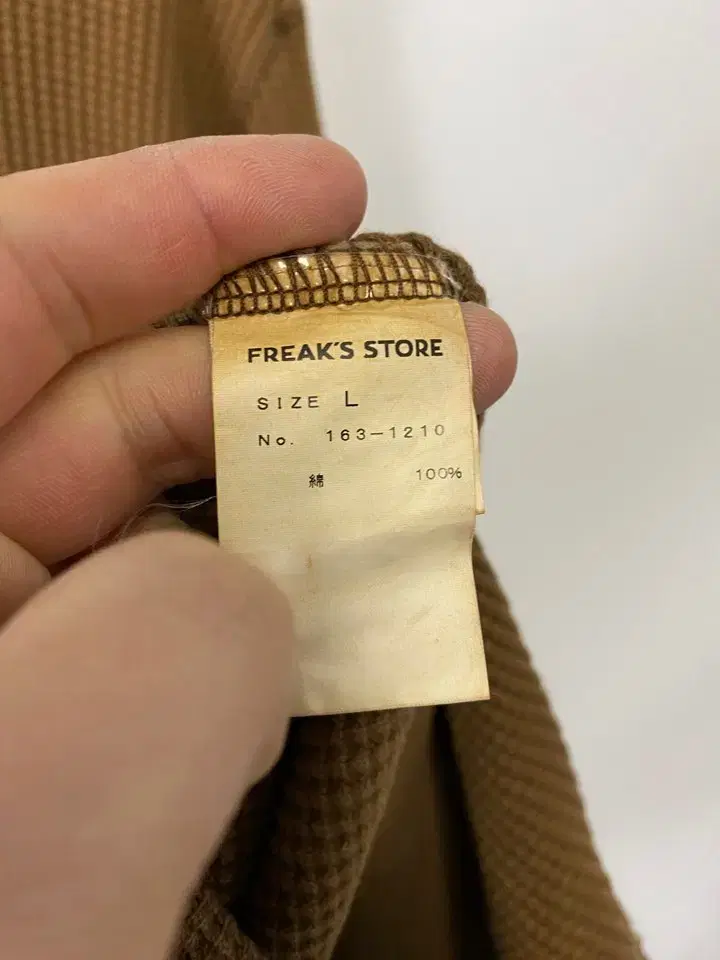 FREAK'S STORE
SIZE L
No. 163-1210
綿 100%